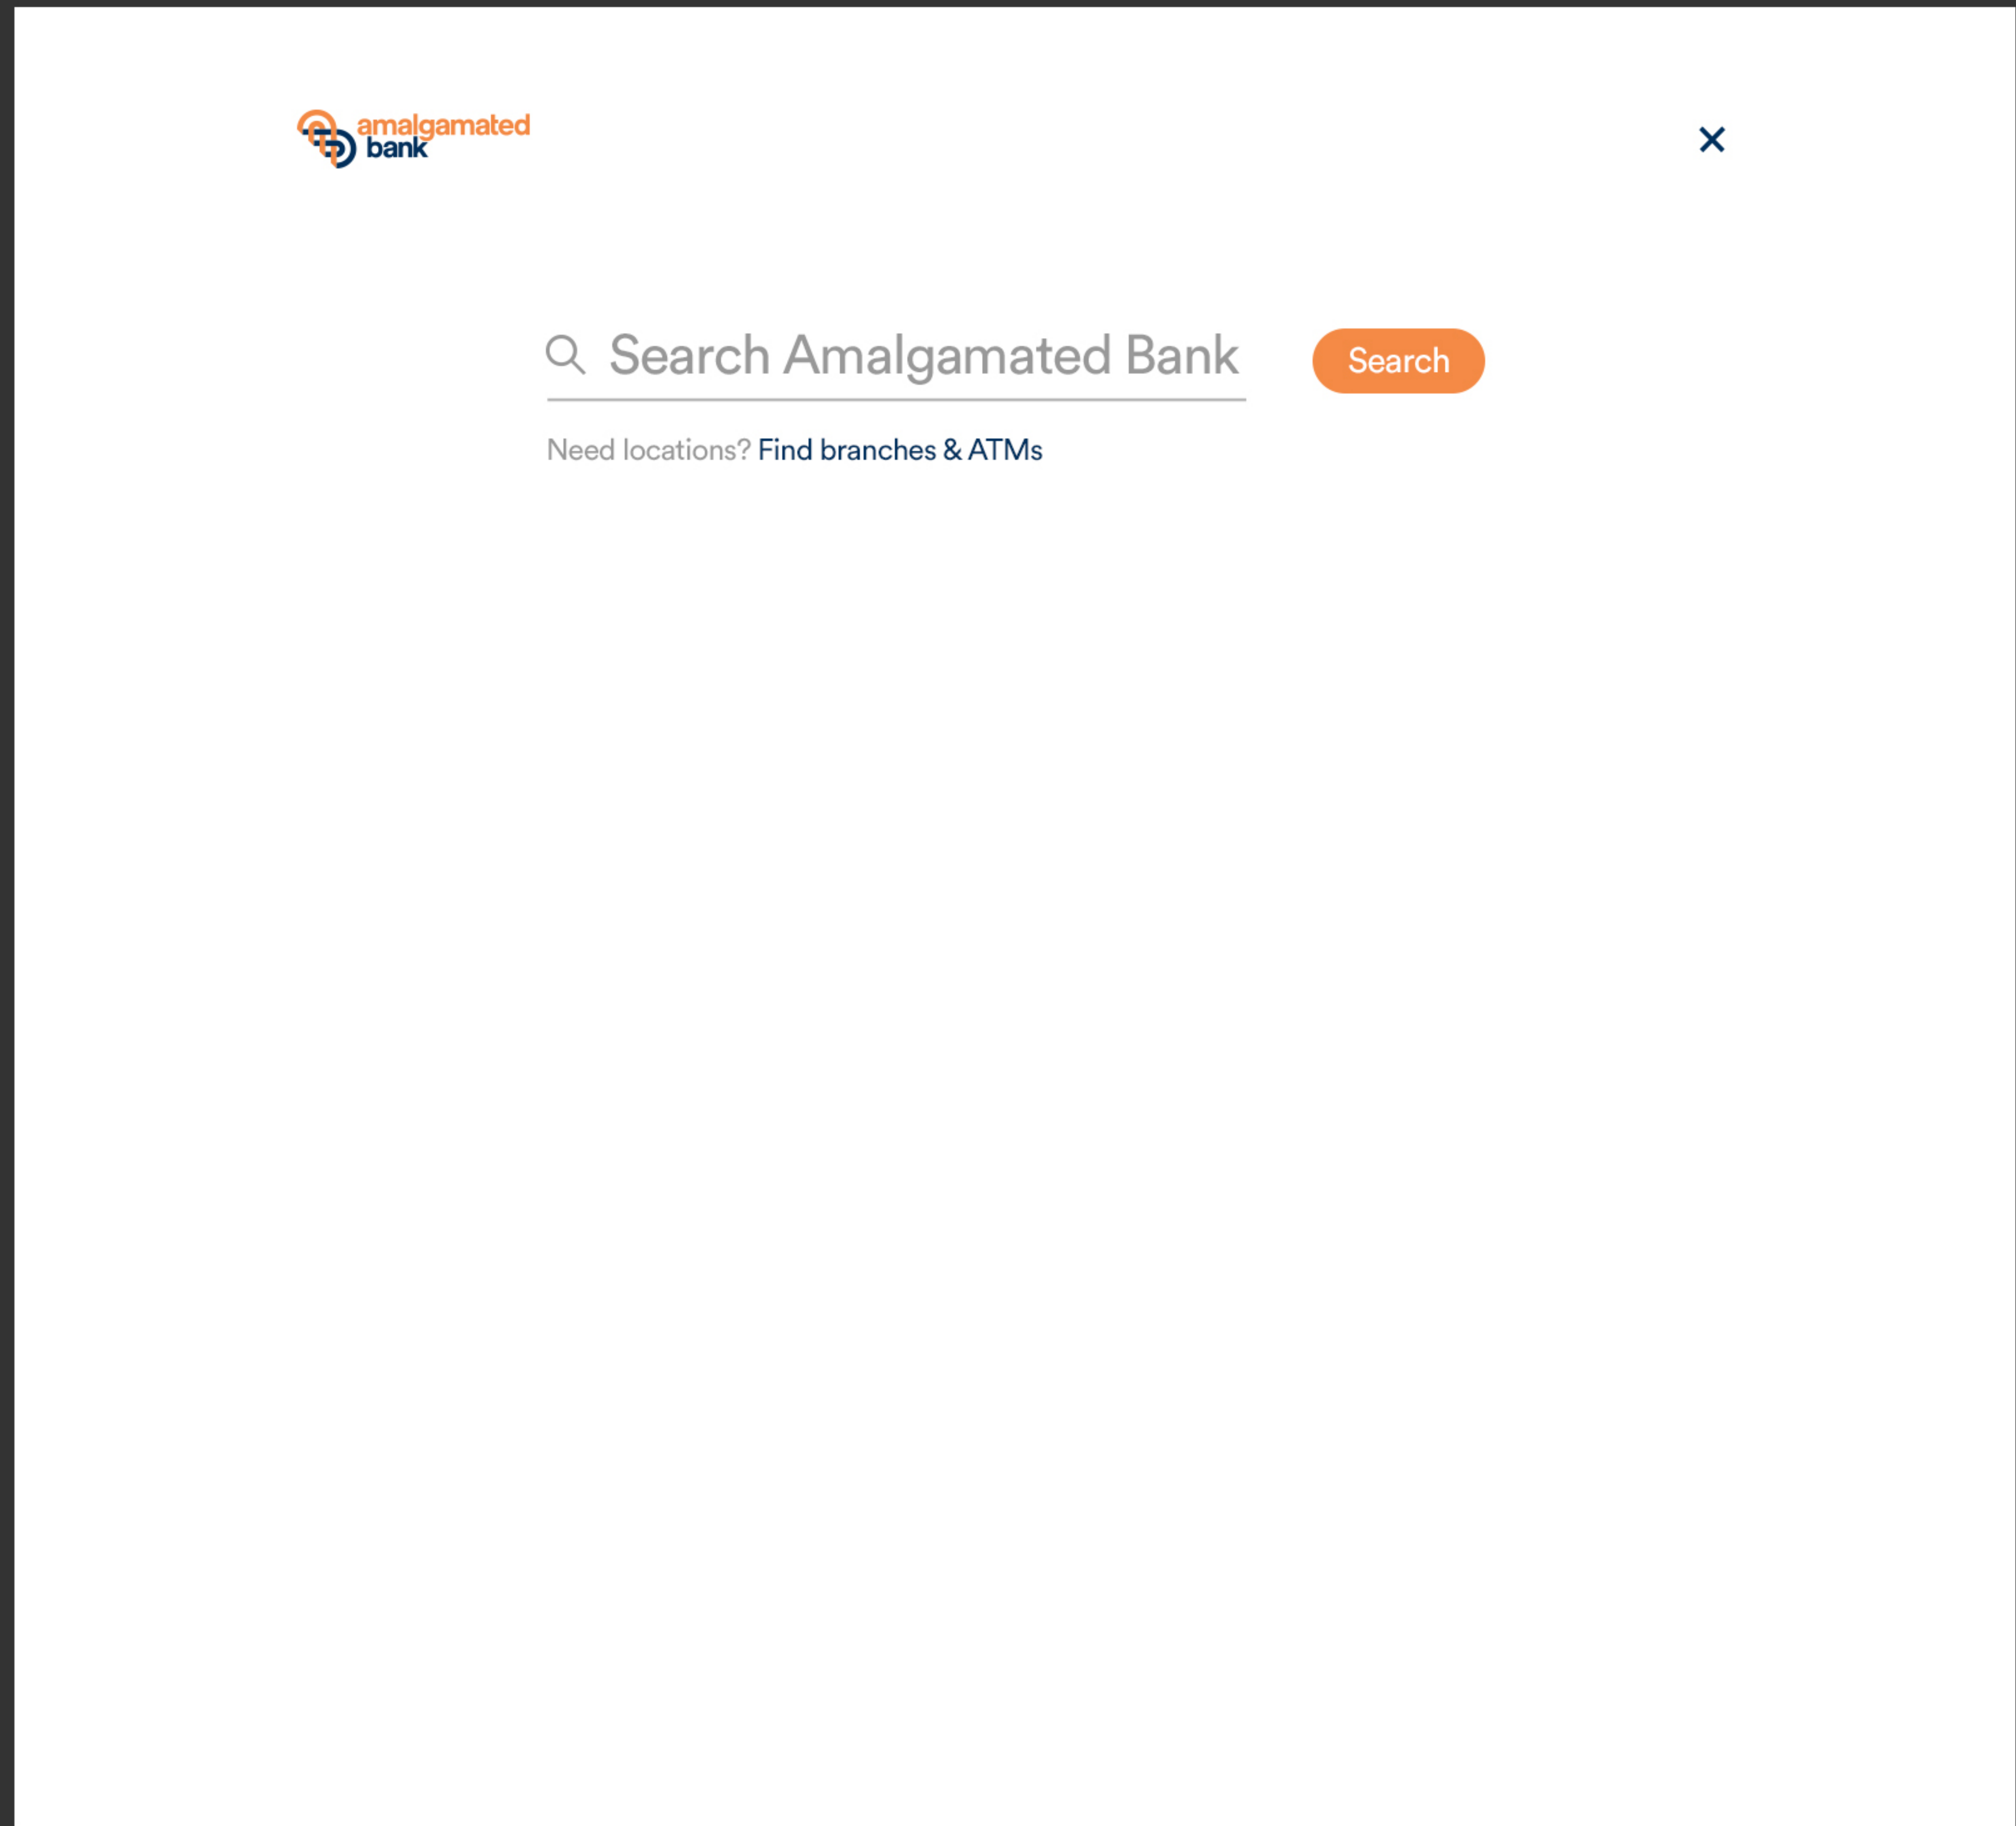 amalgamated
bank
Search Amalgamated Bank
Search
Need locations? Find branches & ATMs